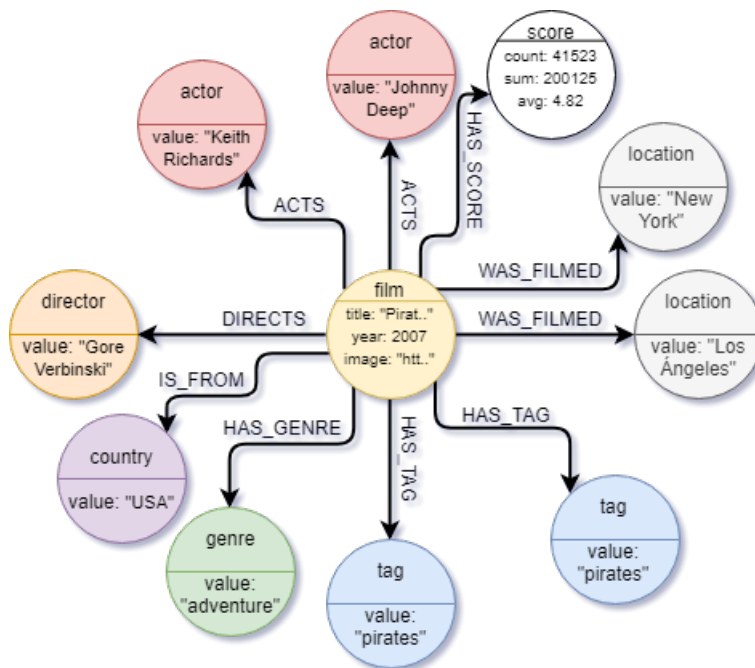 score
count: 41523
sum: 200125
avg: 4.82
actor
value: "Johnny
Deep"
actor
value: "Keith
Richards"
HAS_SCORE
ACTS
ACTS
location
value: "New
York"
WAS_FILMED
film
title: "Pirat.."
year: 2007
image: "htt.."
director
value: "Gore
Verbinski"
DIRECTS
WAS_FILMED
location
value: "Los
Ángeles"
IS_FROM
country
value: "USA"
HAS_GENRE
HAS_TAG
HAS_TAG
genre
value:
"adventure"
tag
value:
"pirates"
tag
value:
"pirates"